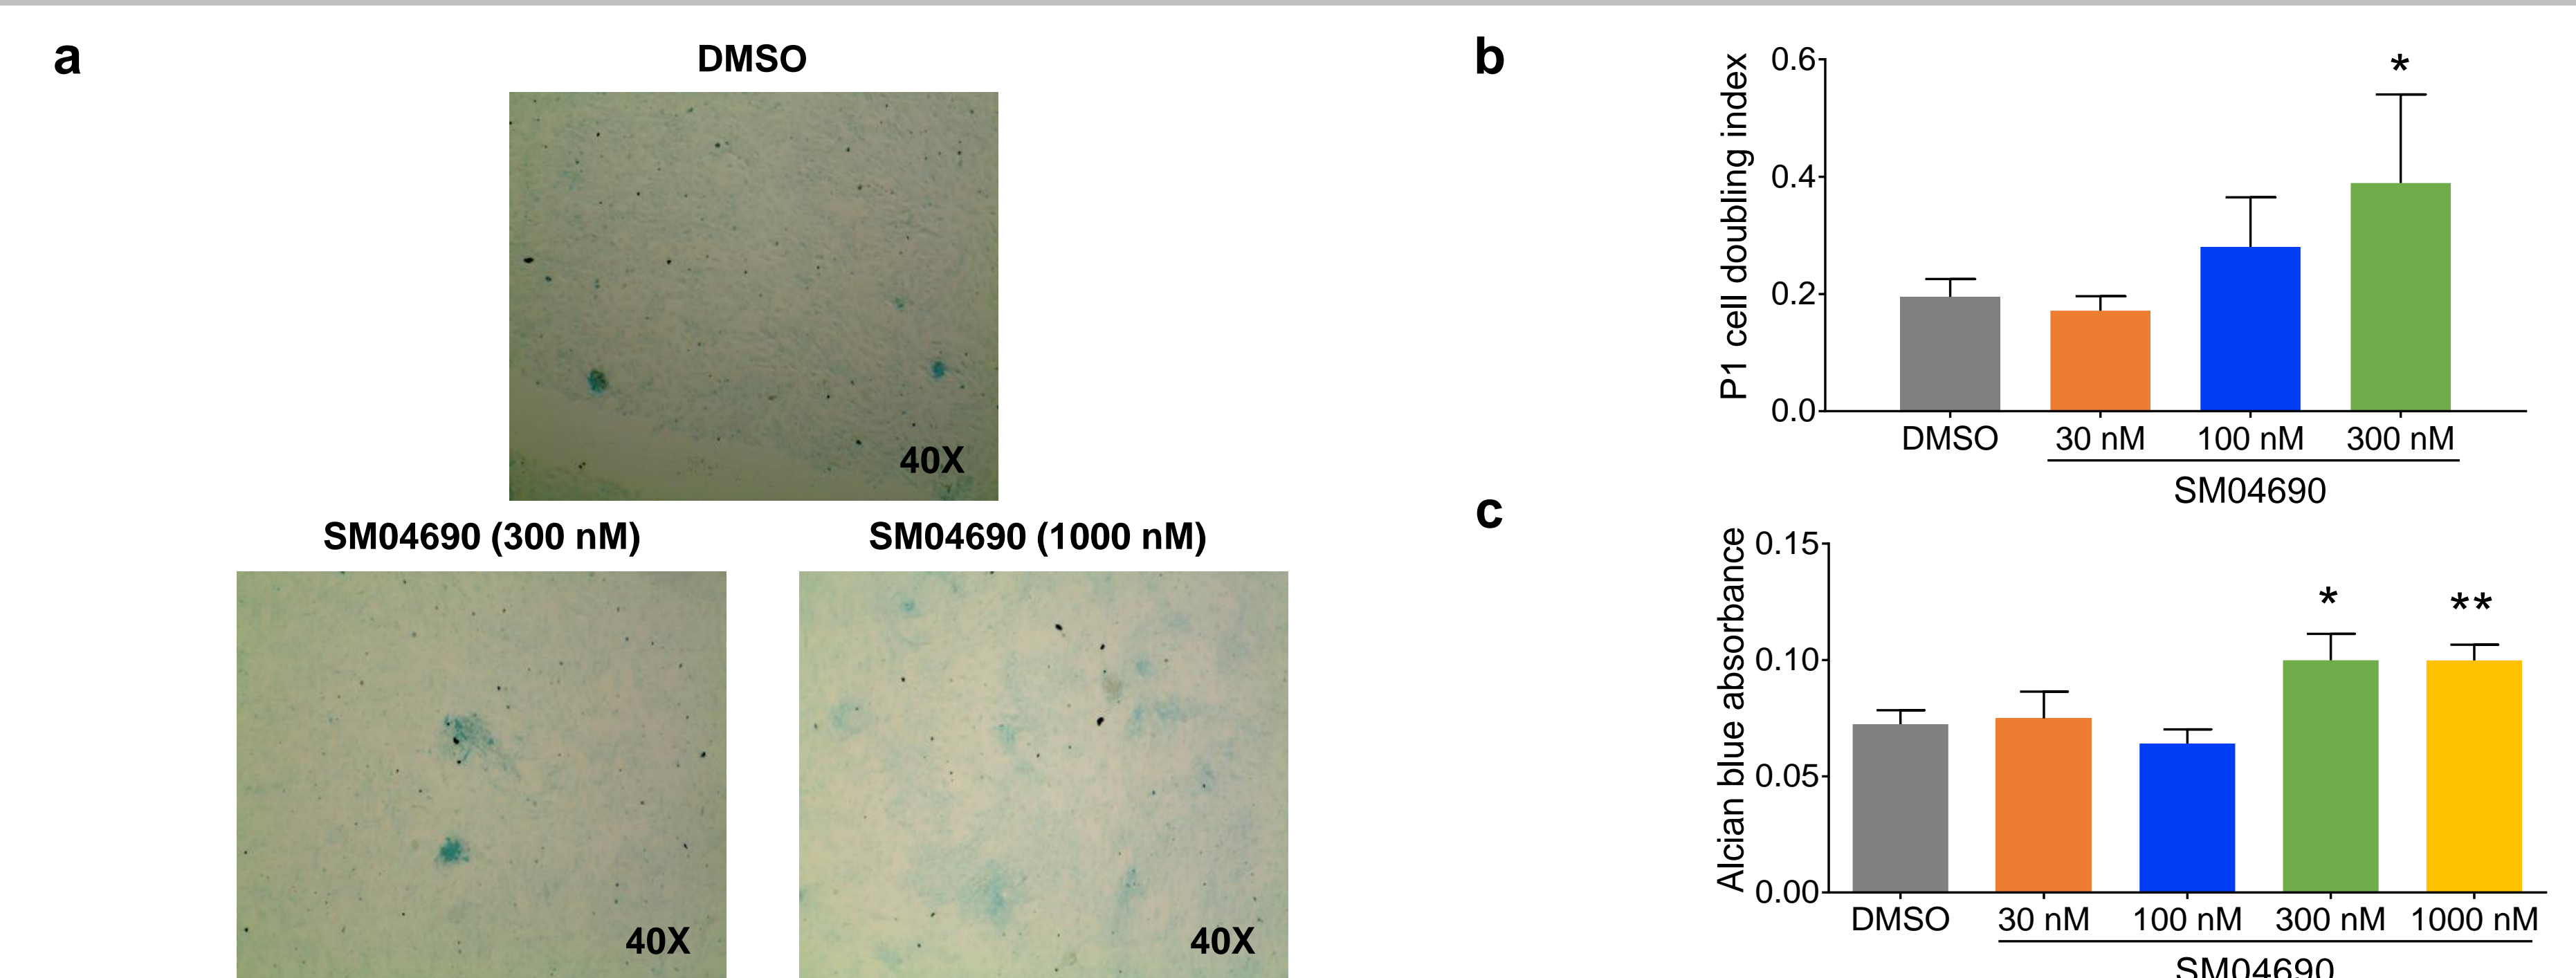 a
DMSO
40X
SM04690 (300 nM)
SM04690 (1000 nM)
40X
40X
b
P1 cell doubling index
0.6
0.4
0.2
0.0
*
DMSO
30 nM
100 nM
300 nM
SM04690
c
Alcian blue absorbance
0.15
0.10
0.05
0.00
*
**
DMSO
30 nM
100 nM
300 nM
1000 nM
SM04690